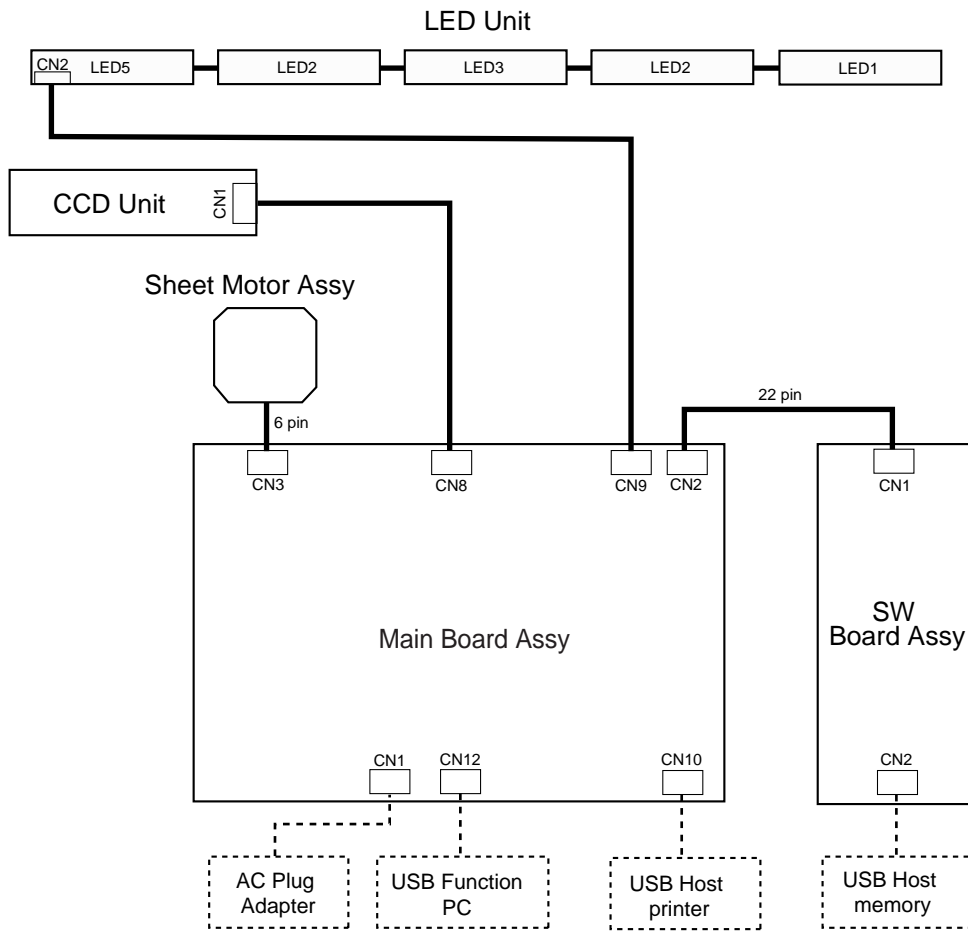 LED Unit
CN2
LED5
LED2
LED3
LED2
LED1
CCD Unit
CN1
Sheet Motor Assy
6 pin
22 pin
CN3
CN8
CN9
CN2
CN1
Main Board Assy
SW
Board Assy
CN1
CN12
CN10
CN2
AC Plug
Adapter
USB Function
PC
USB Host
printer
USB Host
memory